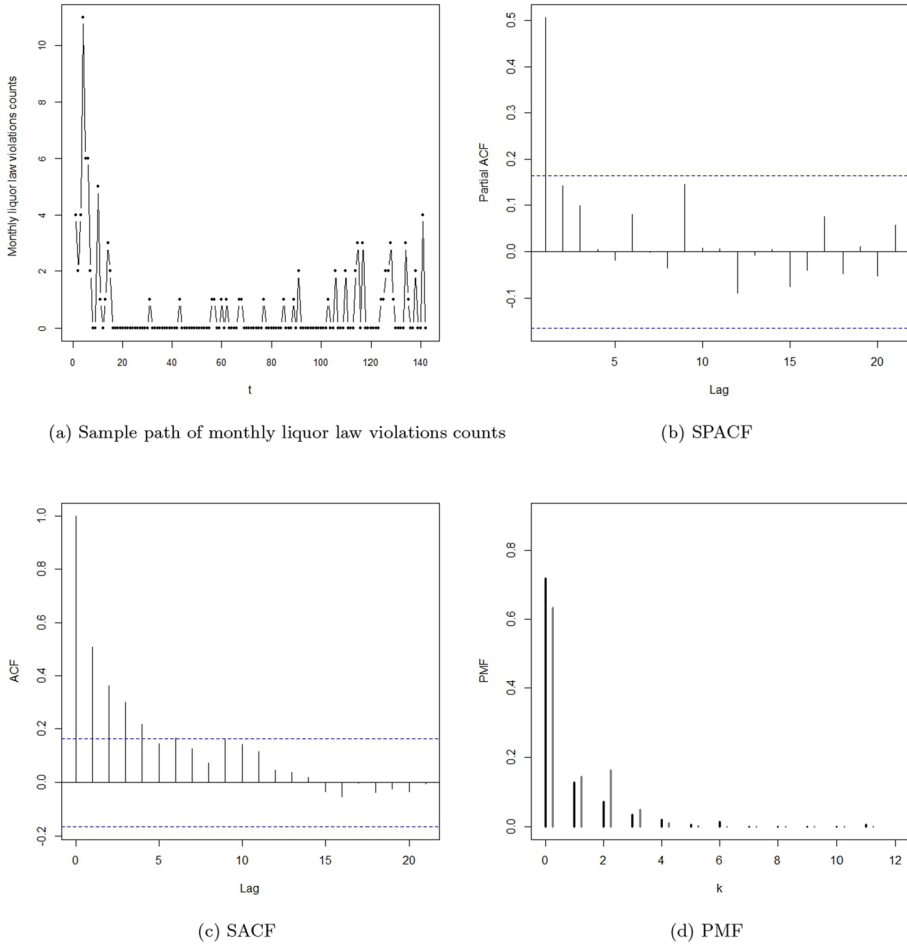 Monthly liquor law violations counts
10
8
6
4
2
0
0 20 40 60 80 100 120 140
t
(a) Sample path of monthly liquor law violations counts
Partial ACF
0.5
0.4
0.3
0.2
0.1
0.0
−0.1
5 10 15 20
Lag
(b) SPACF
ACF
1.0
0.8
0.6
0.4
0.2
0.0
−0.2
0 5 10 15 20
Lag
(c) SACF
PMF
0.8
0.6
0.4
0.2
0.0
0 2 4 6 8 10 12
k
(d) PMF